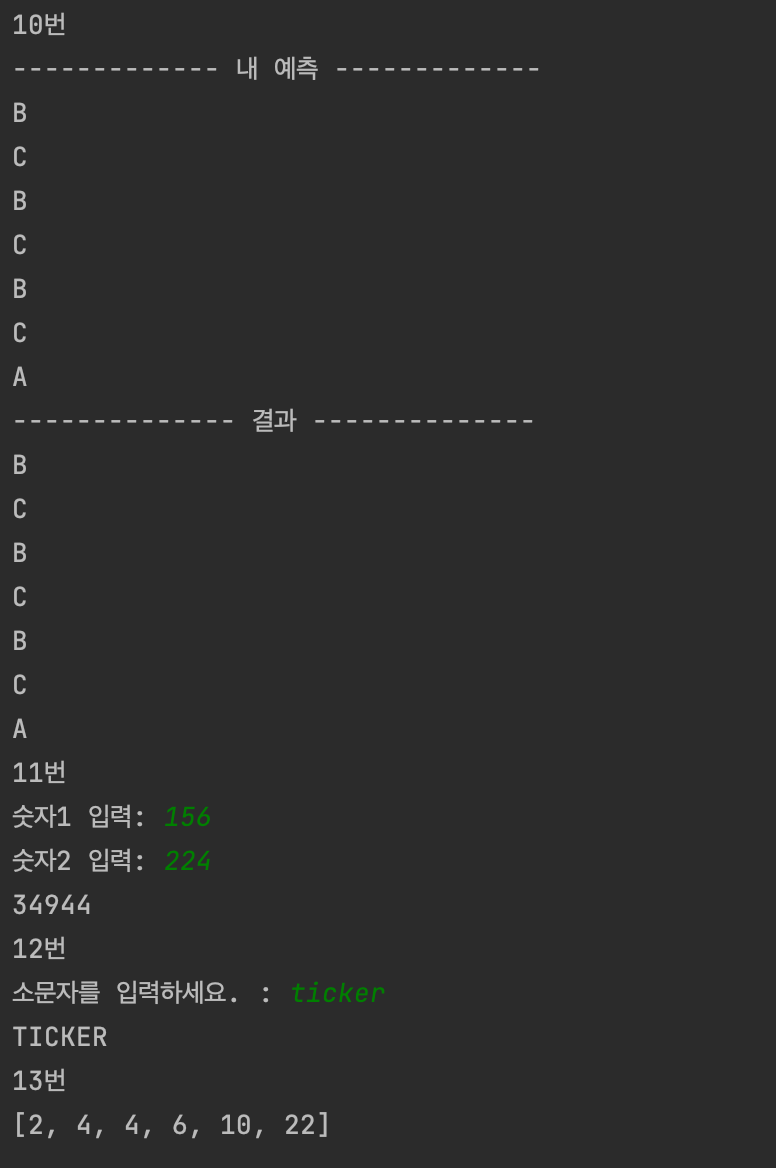 10번
------------- 내 예측 -------------
B
C
B
C
B
C
A
-------------- 결과 --------------
B
C
B
C
B
C
A
11번
숫자1 입력: 156
숫자2 입력: 224
34944
12번
소문자를 입력하세요. : ticker
TICKER
13번
[2, 4, 4, 6, 10, 22]